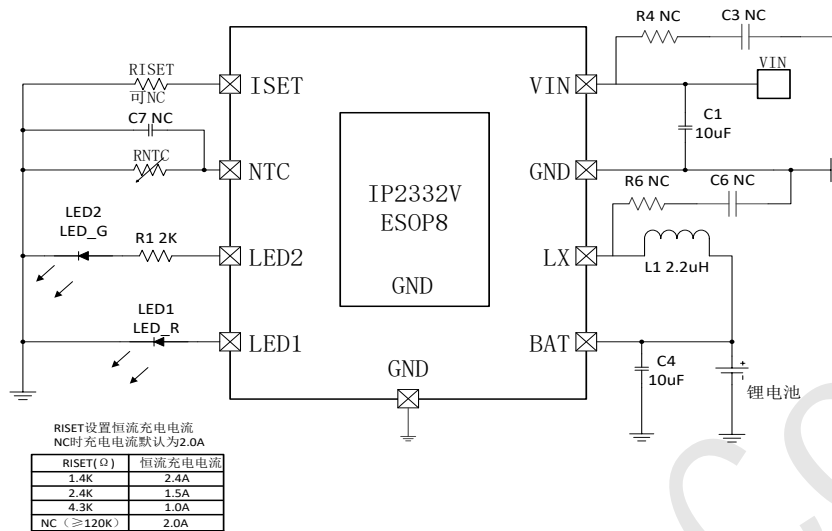 R4 NC
C3 NC
RISET
可NC
ISET
VIN
VIN
C7 NC
C1
10uF
RNTC
NTC
IP2332V
ESOP8
GND
R6 NC
C6 NC
LED2
LED_G
R1 2K
LED2
LX
L1 2.2uH
GND
LED1
LED_R
LED1
BAT
GND
C4
10uF
+
-
锂电池
RISET设置恒流充电电流
NC时充电电流默认为2.0A
RISET(Ω) 恒流充电电流
1.4K 2.4A
2.4K 1.5A
4.3K 1.0A
NC（≥120K） 2.0A